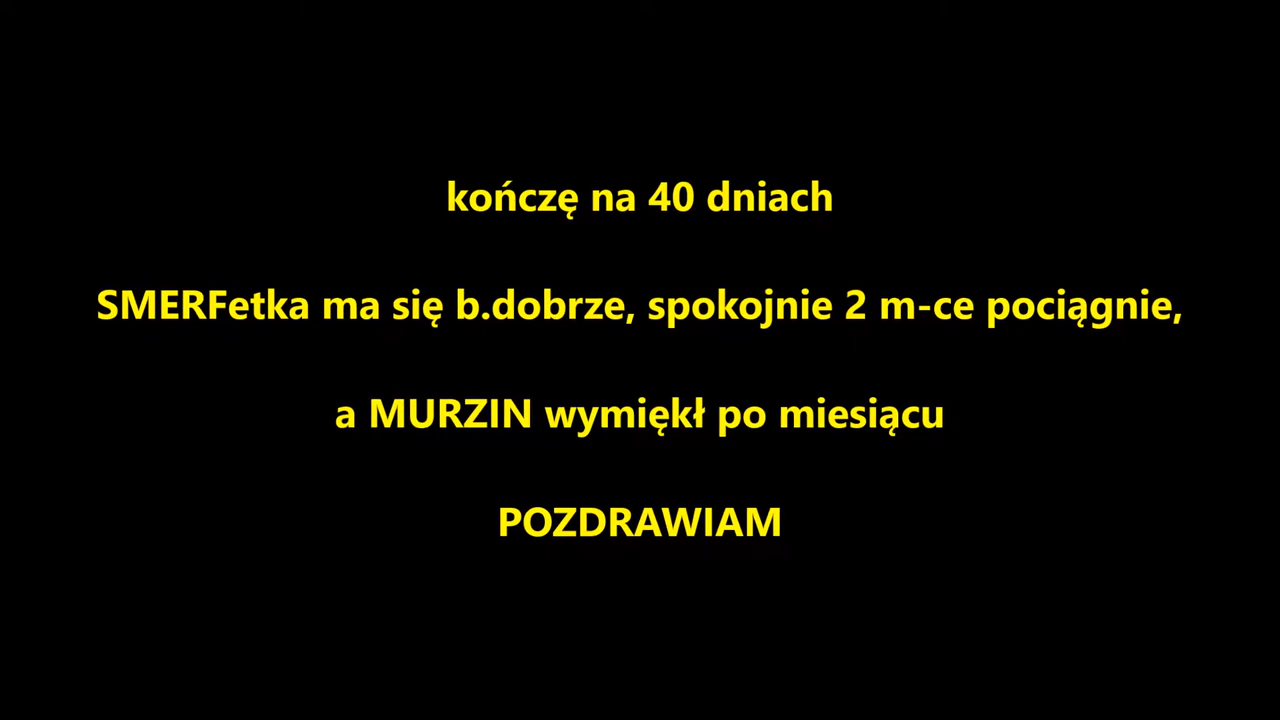 kończę na 40 dniach
SMERFetka ma się b.dobrze, spokojnie 2 m-ce pociągnie,
a MURZIN wymiękł po miesiącu
POZDRAWIAM